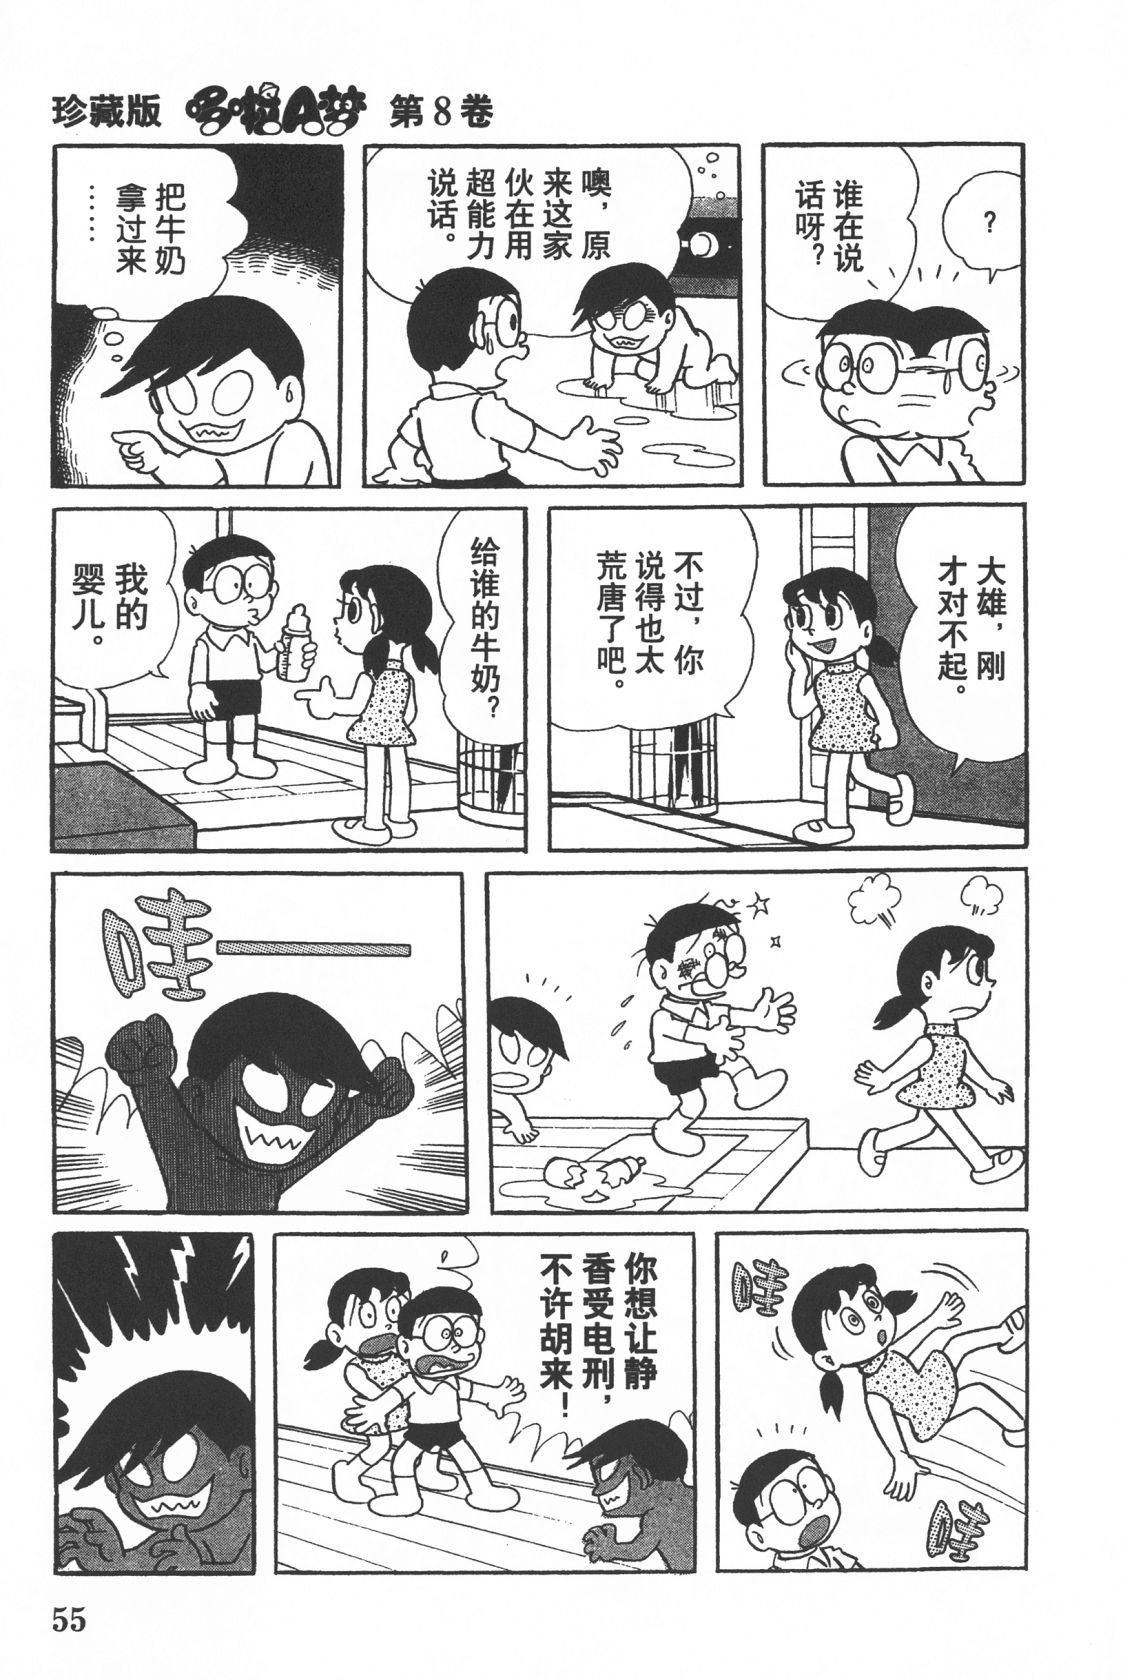 珍藏版 哆啦A梦 第8卷
?
谁在说
话呀?
噢，原
来这家
伙在用
超能力
说话。
把牛奶
拿过来
……
大雄，刚
才对不起。
不过，你
说得也太
荒唐了吧。
给谁的牛奶?
我的
婴儿。
哇——
哇
哇
你想让静
香受电刑，
不许胡来!
55